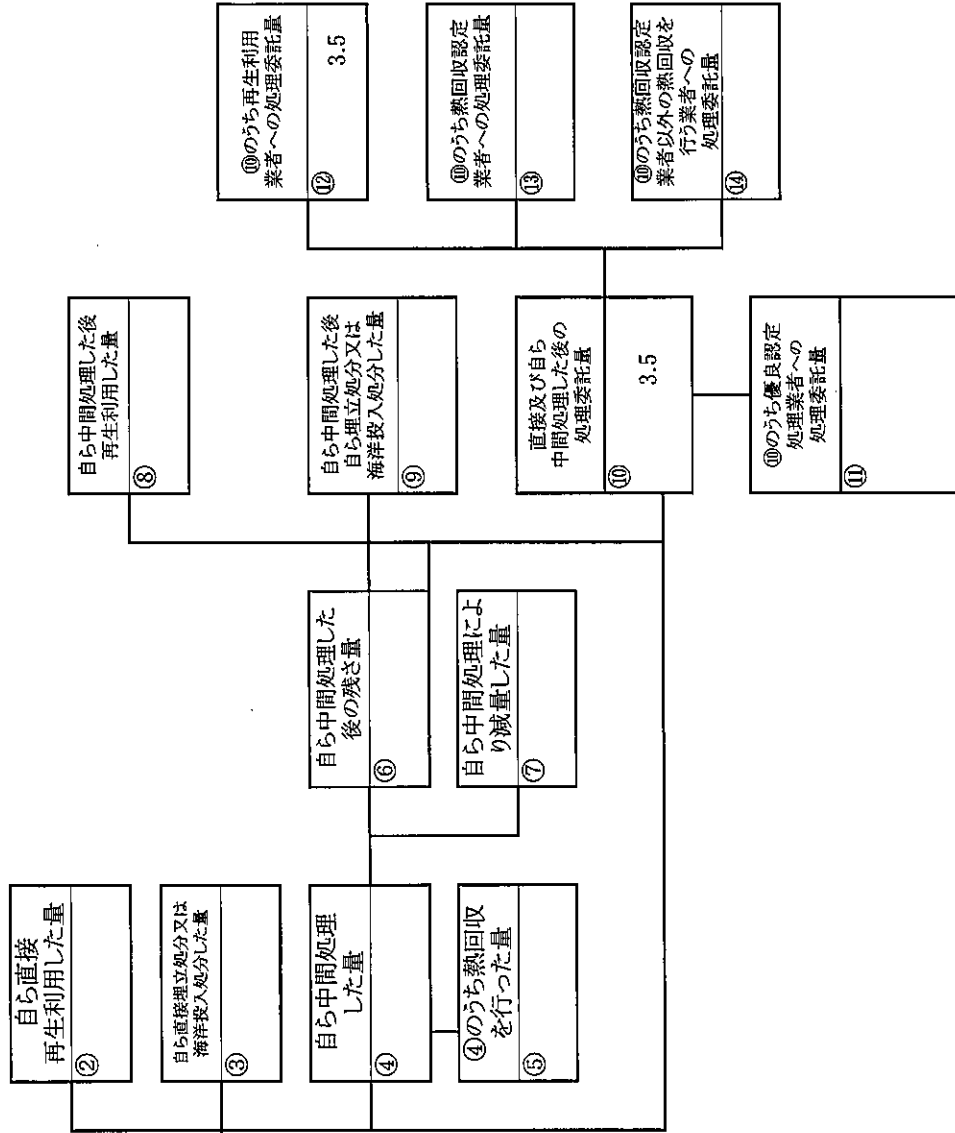 自ら直接
再生利用した量
②
自ら直接埋立処分又は
海洋投入処分した量
③
自ら中間処理
した量
④
④のうち熱回収
を行った量
⑤
自ら中間処理した
後の残さ量
⑥
自ら中間処理によ
り減量した量
⑦
自ら中間処理した後
再生利用した量
⑧
自ら中間処理した後
自ら埋立処分又は
海洋投入処分した量
⑨
直接及び自ら
中間処理した後の
処理委託量
⑩
3.5
⑩のうち優良認定
処理業者への
処理委託量
⑪
⑩のうち再生利用
業者への処理委託量
⑫
3.5
⑩のうち熱回収認定
業者への処理委託量
⑬
⑩のうち熱回収認定
業者以外の熱回収を
行う業者への
処理委託量
⑭